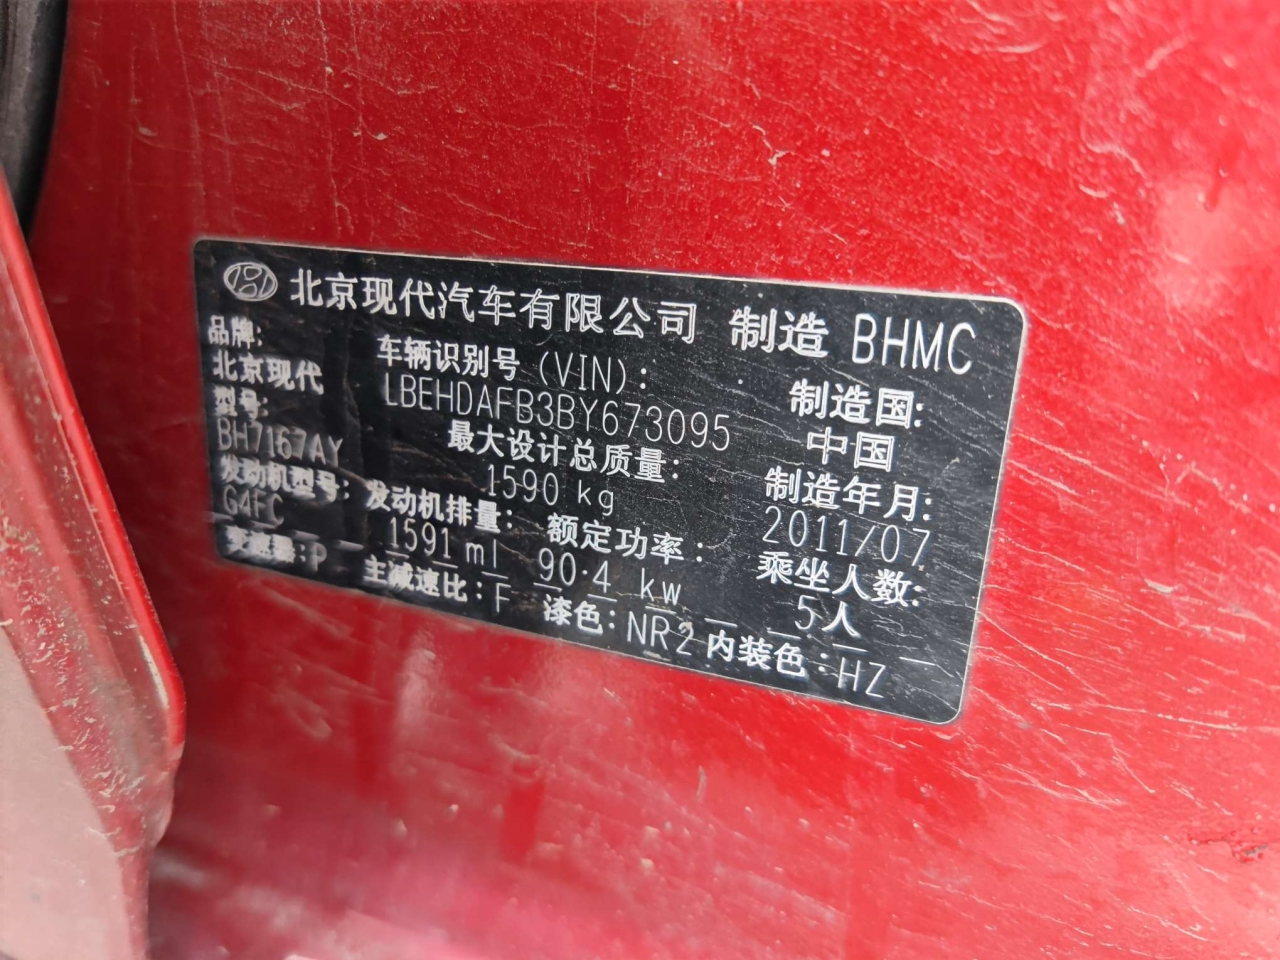 北京现代汽车有限公司 制造 BHMC
品牌: 车辆识别号 (VIN): 制造国:
北京现代 LBEHDAFB3BY673095 中国
型号: 最大设计总质量: 制造年月:
BH7167AY 1590 kg 2011/07
发动机型号: 发动机排量: 额定功率: 乘坐人数:
G4FC 1591 ml 90.4 kw 5人
变速器: P 主减速比: F 漆色: NR2 内装色: HZ